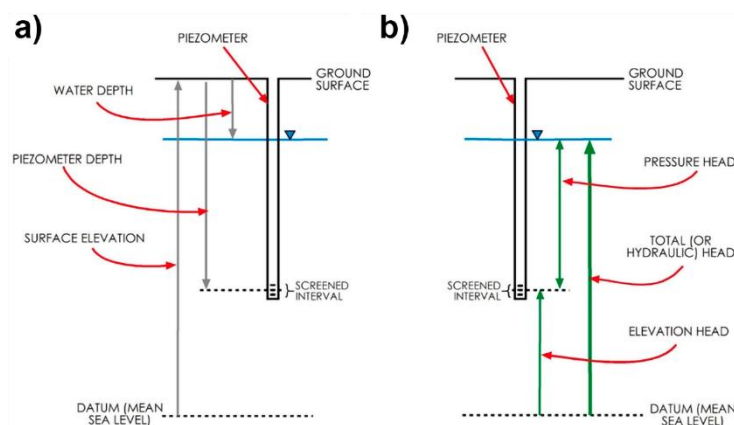 a)
PIEZOMETER
GROUND
SURFACE
WATER DEPTH
PIEZOMETER DEPTH
SURFACE ELEVATION
SCREENED
INTERVAL
DATUM (MEAN
SEA LEVEL)
b)
PIEZOMETER
GROUND
SURFACE
PRESSURE HEAD
TOTAL (OR
HYDRAULIC) HEAD
SCREENED
INTERVAL
ELEVATION HEAD
DATUM (MEAN
SEA LEVEL)